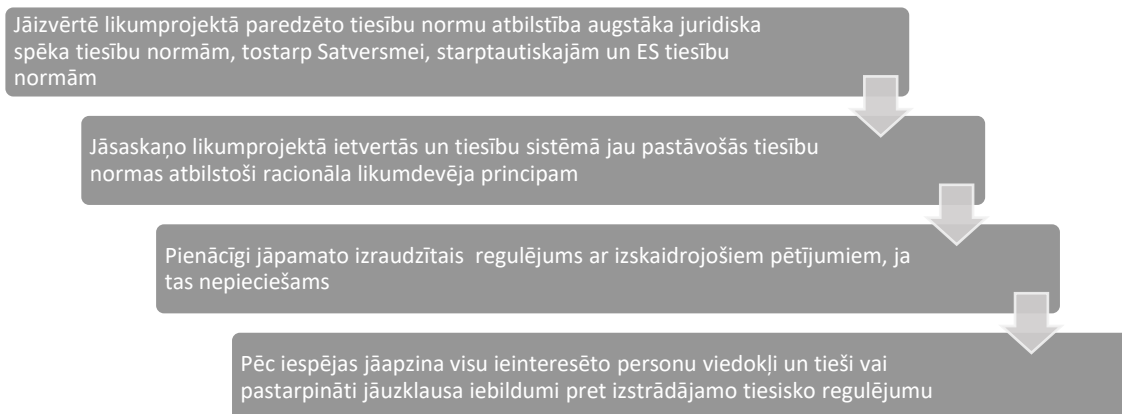 Jāizvērtē likumprojektā paredzēto tiesību normu atbilstība augstāka juridiska
spēka tiesību normām, tostarp Satversmei, starptautiskajām un ES tiesību
normām
Jāsaskaņo likumprojektā ietvertās un tiesību sistēmā jau pastāvošās tiesību
normas atbilstoši racionāla likumdevēja principam
Pienācīgi jāpamato izraudzītais regulējums ar izskaidrojošiem pētījumiem, ja
tas nepieciešams
Pēc iespējas jāapzina visu ieinteresēto personu viedokļi un tieši vai
pastarpināti jāuzklausa iebildumi pret izstrādājamo tiesisko regulējumu